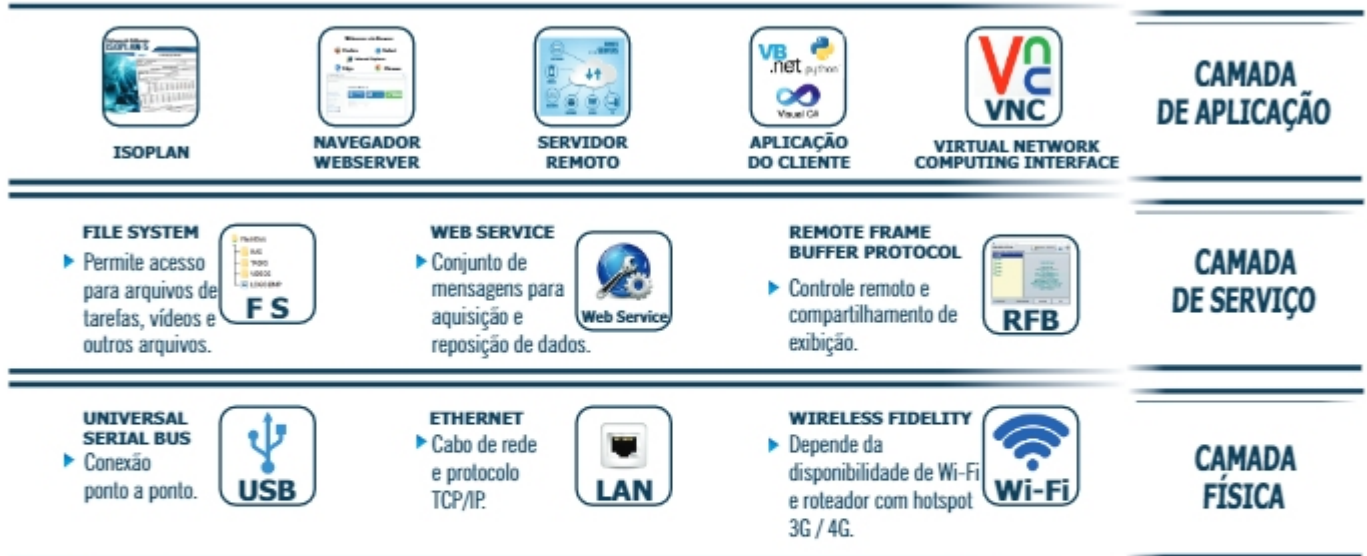 ISOPLAN
NAVEGADOR
WEBSERVER
SERVIDOR
REMOTO
VB
.net python
Visual C#
APLICAÇÃO
DO CLIENTE
VNC
VNC
VIRTUAL NETWORK
COMPUTING INTERFACE
CAMADA
DE APLICAÇÃO
FILE SYSTEM
Permite acesso
para arquivos de
tarefas, vídeos e
outros arquivos.
F S
WEB SERVICE
Conjunto de
mensagens para
aquisição e
reposição de dados.
Web Service
REMOTE FRAME
BUFFER PROTOCOL
Controle remoto e
compartilhamento de
exibição.
RFB
CAMADA
DE SERVIÇO
UNIVERSAL
SERIAL BUS
Conexão
ponto a ponto.
USB
ETHERNET
Cabo de rede
e protocolo
TCP/IP.
LAN
WIRELESS FIDELITY
Depende da
disponibilidade de Wi-Fi
e roteador com hotspot
3G / 4G.
Wi-Fi
CAMADA
FÍSICA